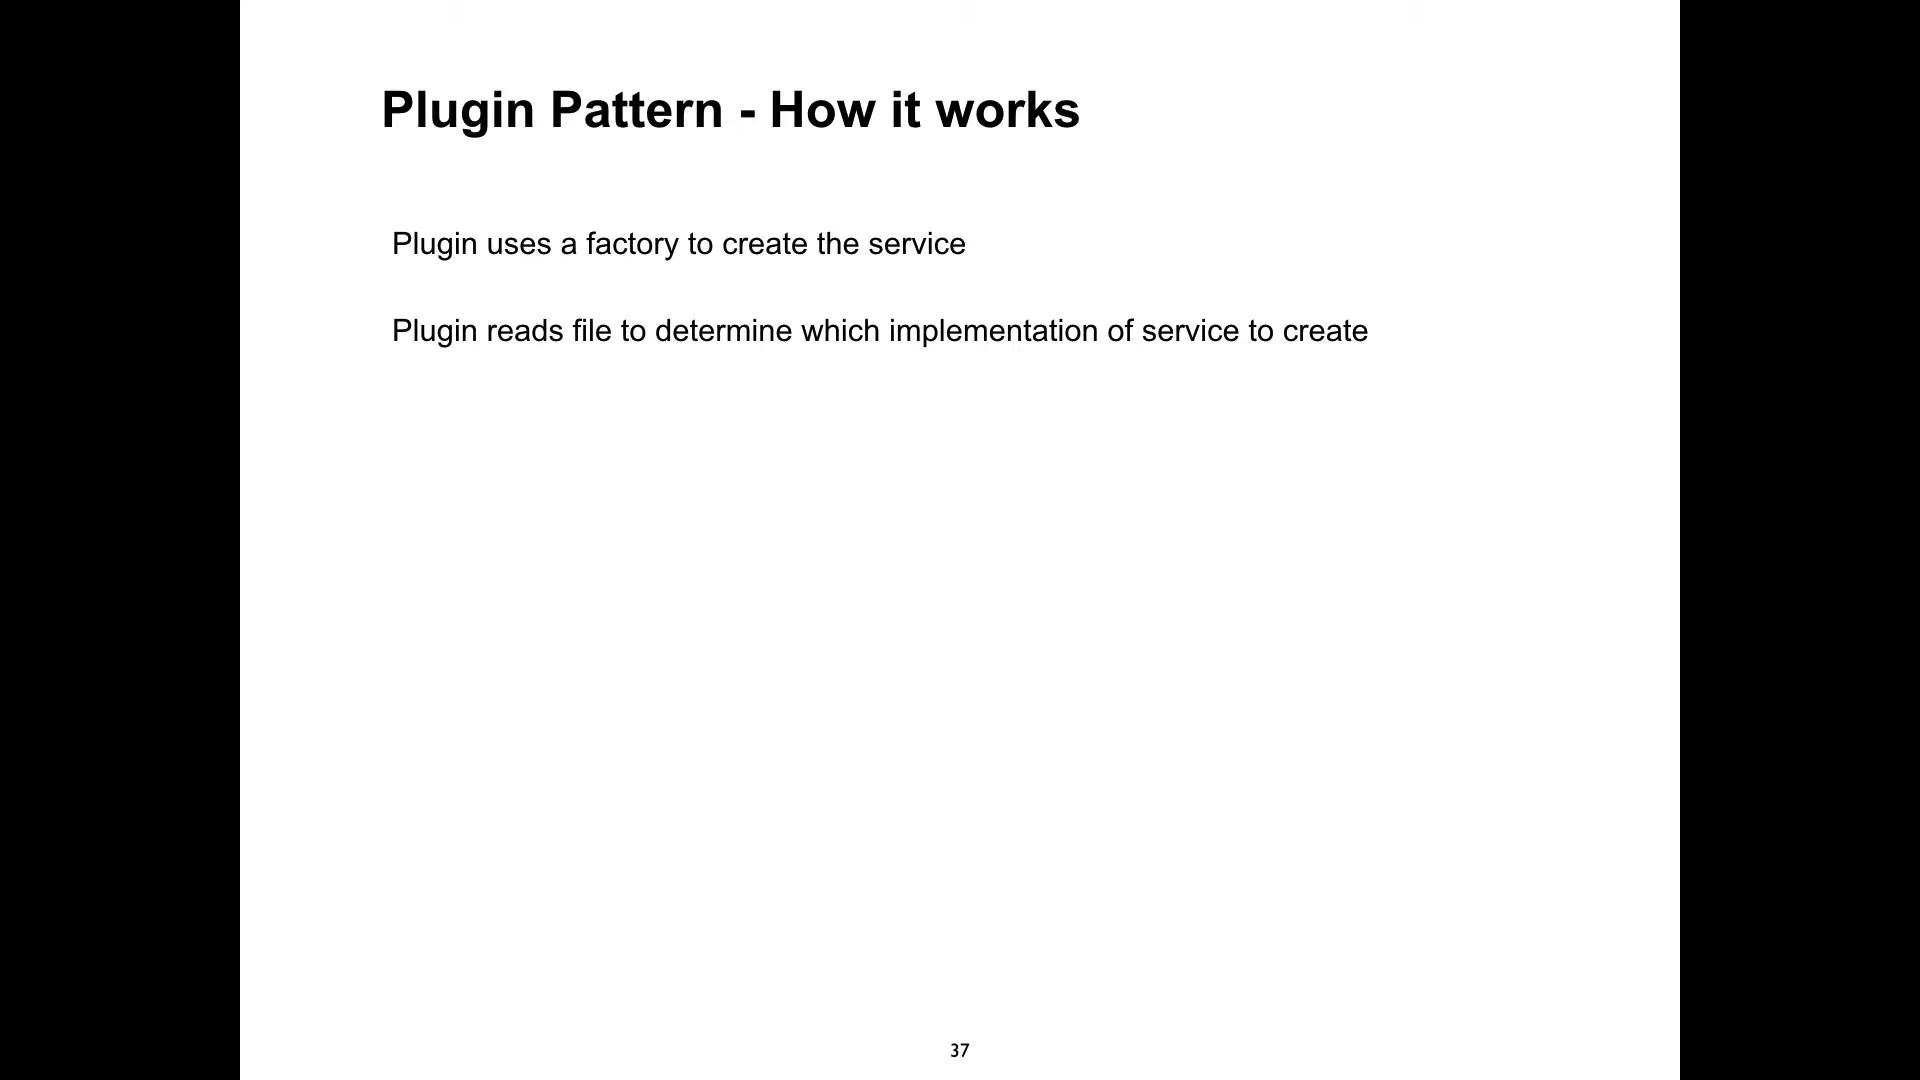 Plugin Pattern - How it works
Plugin uses a factory to create the service
Plugin reads file to determine which implementation of service to create
37